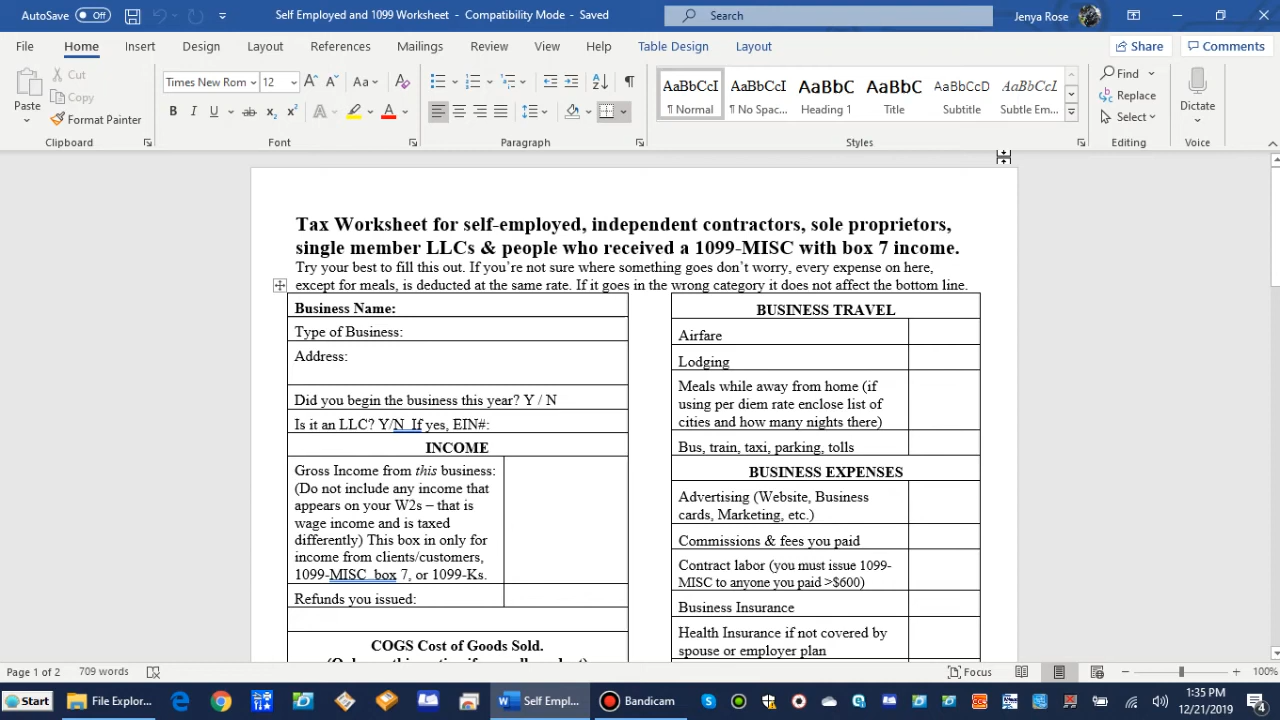 AutoSave Off
Self Employed and 1099 Worksheet - Compatibility Mode - Saved
Search
Jenya Rose
File Home Insert Design Layout References Mailings Review View Help Table Design Layout
Share Comments
Paste
Cut
Copy
Format Painter
Clipboard
Times New Rom 12
Font
Paragraph
AaBbCcI AaBbCcI AaBbC AaBbC AaBbCcD AaBbCcI
¶ Normal ¶ No Spac... Heading 1 Title Subtitle Subtle Em...
Styles
Find
Replace
Select
Editing
Dictate
Voice
Tax Worksheet for self-employed, independent contractors, sole proprietors,
single member LLCs & people who received a 1099-MISC with box 7 income.
Try your best to fill this out. If you're not sure where something goes don't worry, every expense on here,
except for meals, is deducted at the same rate. If it goes in the wrong category it does not affect the bottom line.
Business Name:
Type of Business:
Address:
Did you begin the business this year? Y / N
Is it an LLC? Y/N If yes, EIN#:
INCOME
Gross Income from this business:
(Do not include any income that
appears on your W2s – that is
wage income and is taxed
differently) This box in only for
income from clients/customers,
1099-MISC box 7, or 1099-Ks.
Refunds you issued:
COGS Cost of Goods Sold.
BUSINESS TRAVEL
Airfare
Lodging
Meals while away from home (if
using per diem rate enclose list of
cities and how many nights there)
Bus, train, taxi, parking, tolls
BUSINESS EXPENSES
Advertising (Website, Business
cards, Marketing, etc.)
Commissions & fees you paid
Contract labor (you must issue 1099-
MISC to anyone you paid >$600)
Business Insurance
Health Insurance if not covered by
spouse or employer plan
Page 1 of 2 709 words
Focus
100%
Start
File Explor...
Self Empl...
Bandicam
1:35 PM
12/21/2019